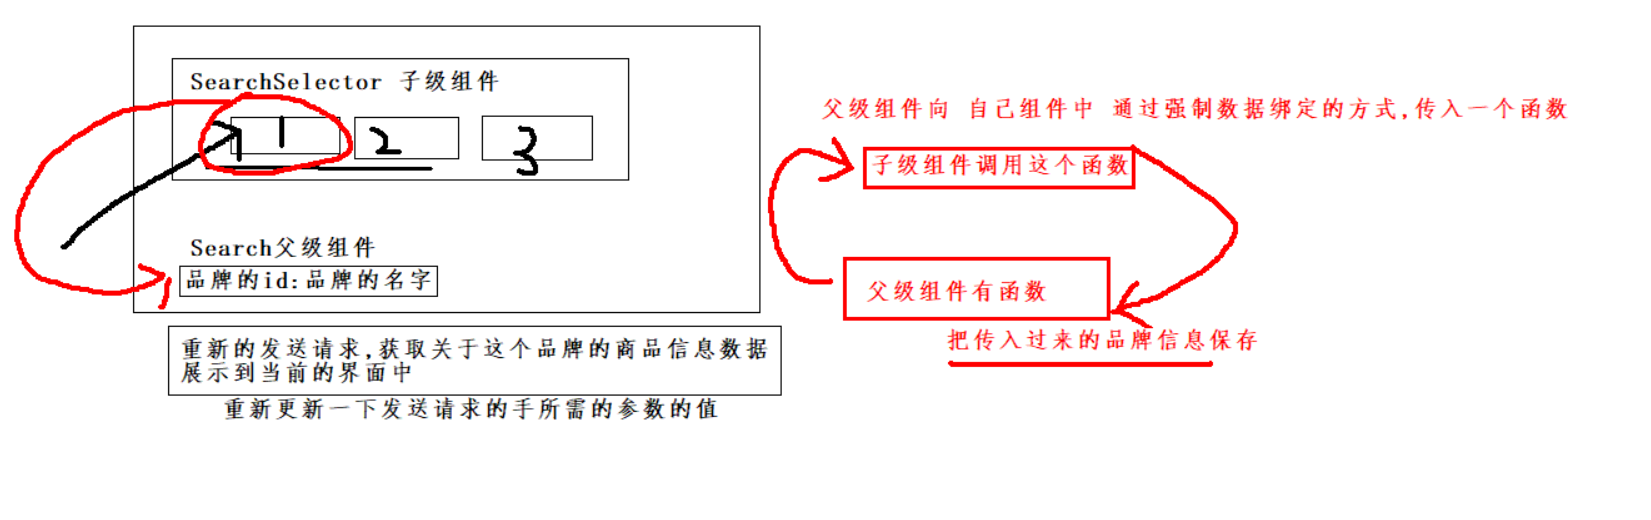 SearchSelector 子级组件
1 2 3
Search父级组件
品牌的id:品牌的名字
重新的发送请求,获取关于这个品牌的商品信息数据
展示到当前的界面中
重新更新一下发送请求的手所需的参数的值
父级组件向 自己组件中 通过强制数据绑定的方式,传入一个函数
子级组件调用这个函数
父级组件有函数
把传入过来的品牌信息保存